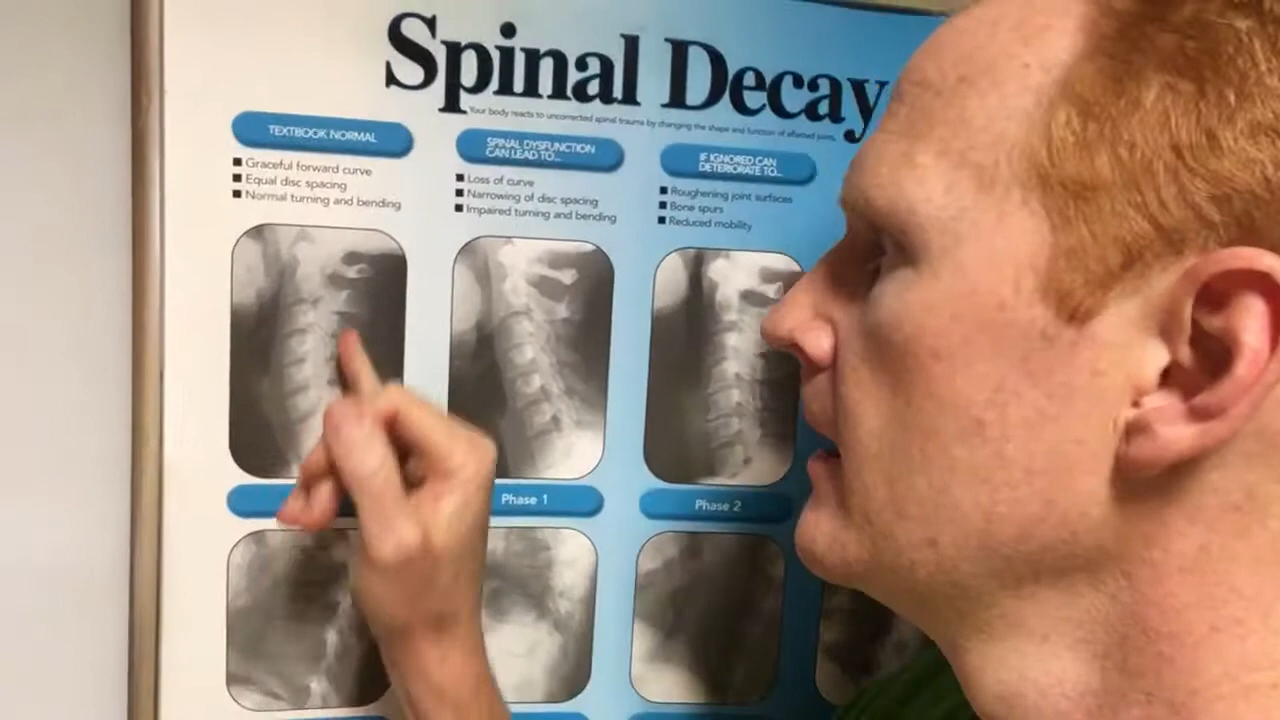 Spinal Decay
Your body reacts to uncorrected spinal trauma by changing the shape and function of affected joints.
TEXTBOOK NORMAL
■ Graceful forward curve
■ Equal disc spacing
■ Normal turning and bending
SPINAL DYSFUNCTION
CAN LEAD TO...
■ Loss of curve
■ Narrowing of disc spacing
■ Impaired turning and bending
IF IGNORED CAN
DETERIORATE TO...
■ Roughening joint surfaces
■ Bone spurs
■ Reduced mobility
Phase 1
Phase 2